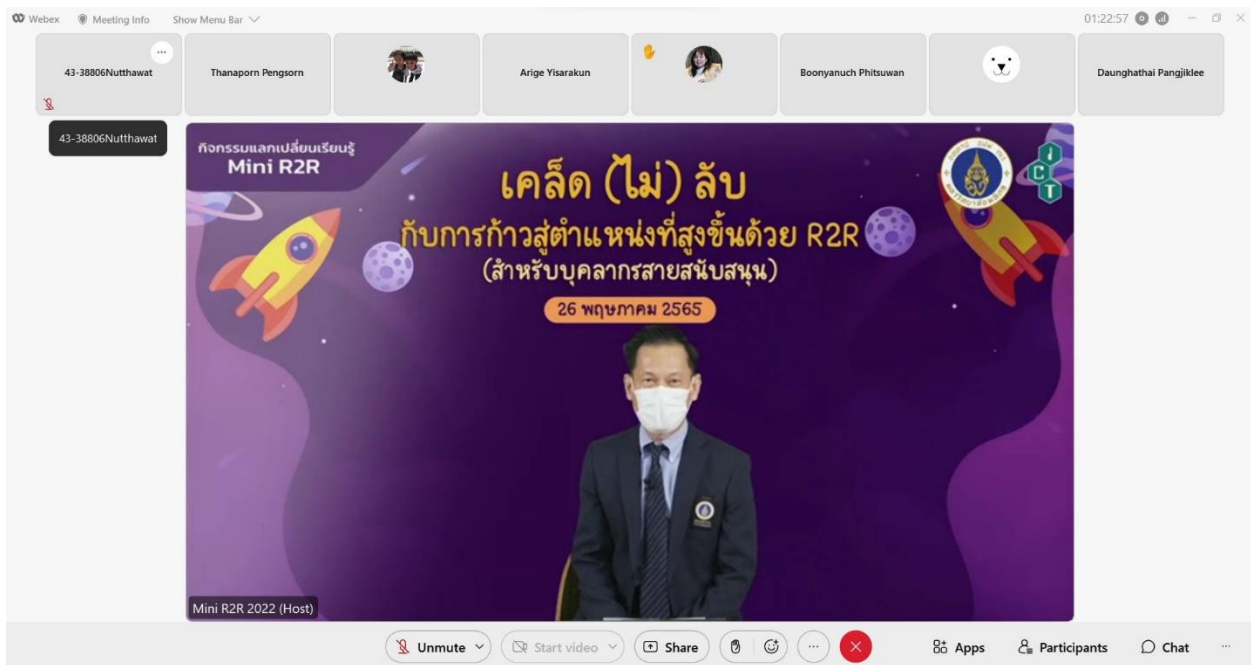 Webex Meeting Info Show Menu Bar 01:22:57
43-38806Nutthawat Thanaporn Pengsorn Arige Yisarakun Boonyanuch Phitsuwan Daunghathai Pangjiklee
43-38806Nutthawat
กิจกรรมแลกเปลี่ยนเรียนรู้
Mini R2R
เคล็ด (ไม่) ลับ
กับการก้าวสู่ตำแหน่งที่สูงขึ้นด้วย R2R
(สำหรับบุคลากรสายสนับสนุน)
26 พฤษภาคม 2565
ICT
Mini R2R 2022 (Host)
Unmute Start video Share Apps Participants Chat